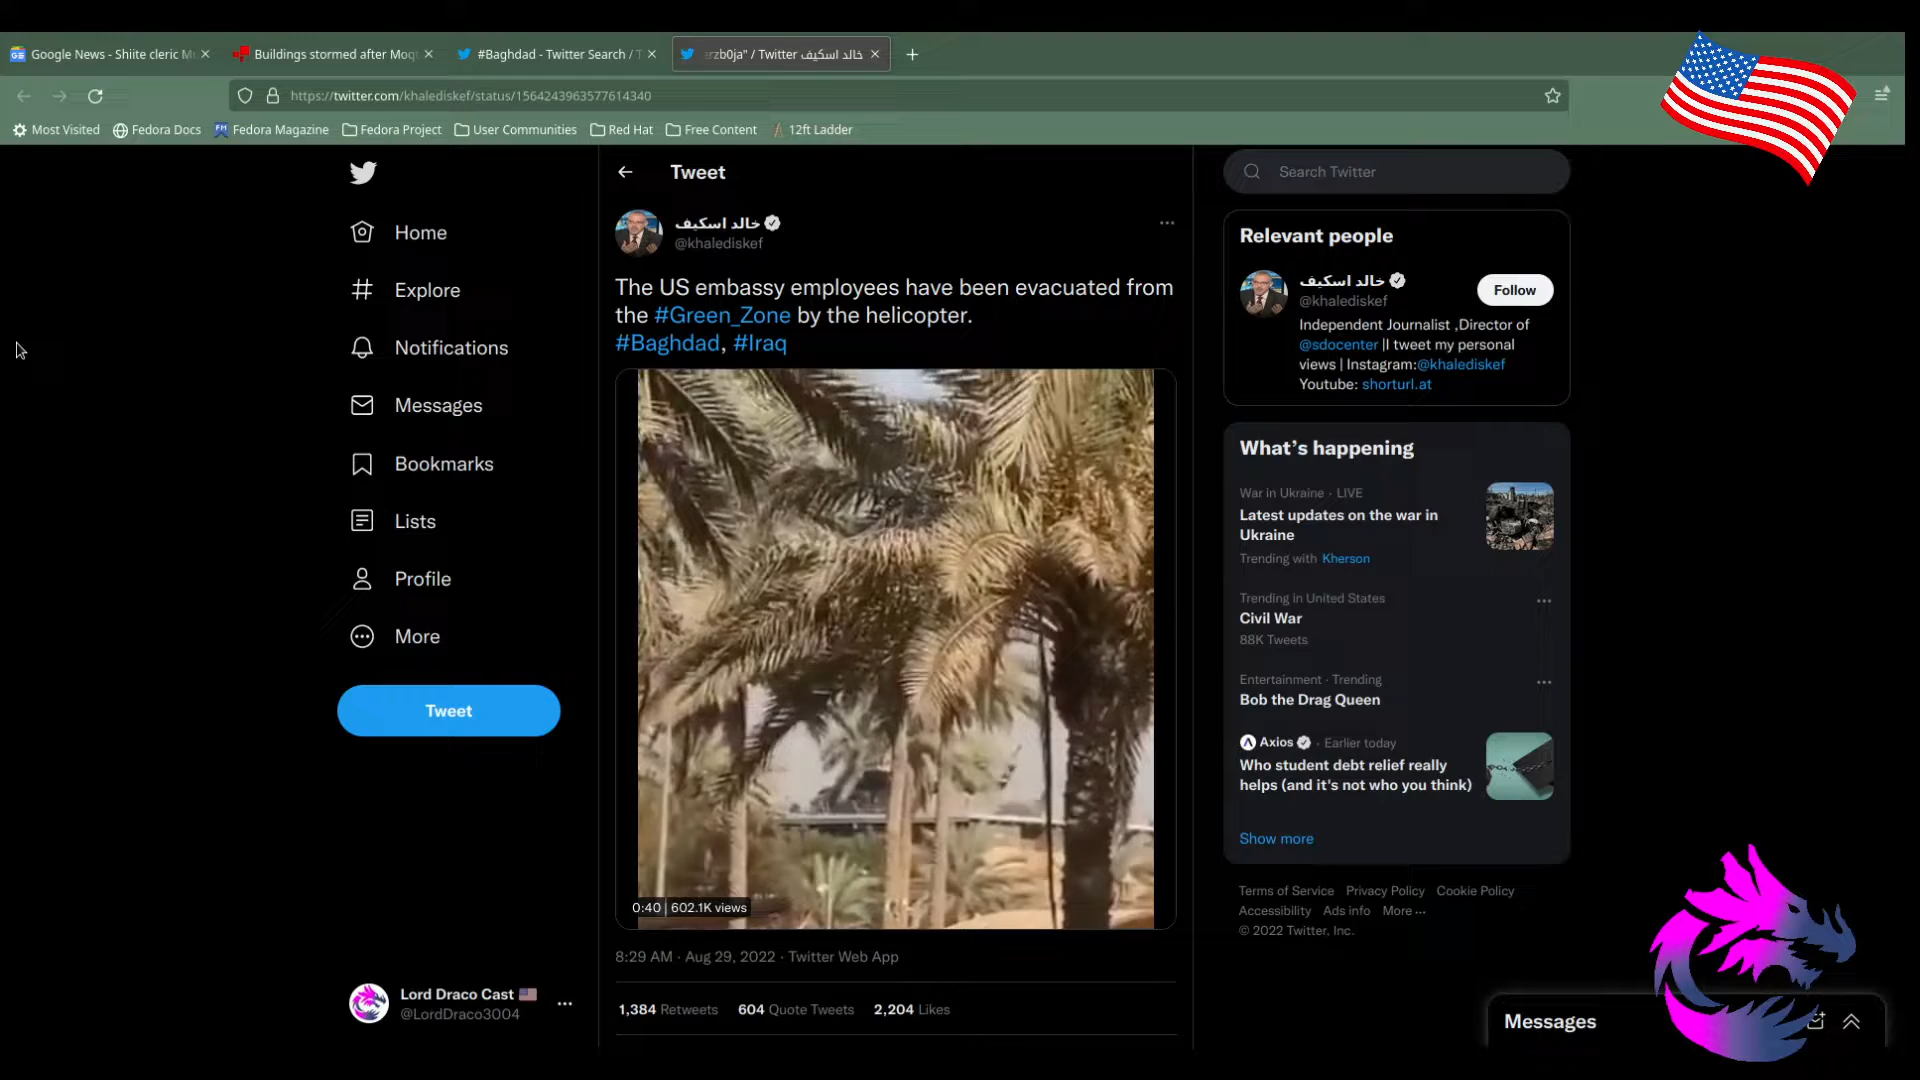 Google News - Shiite cleric M
Buildings stormed after Moqt
#Baghdad - Twitter Search / T
rzb0ja" / Twitter خالد اسكيف
https://twitter.com/khalediskef/status/1564243963577614340
Most Visited
Fedora Docs
Fedora Magazine
Fedora Project
User Communities
Red Hat
Free Content
12ft Ladder
Home
Explore
Notifications
Messages
Bookmarks
Lists
Profile
More
Tweet
Lord Draco Cast
@LordDraco3004
Tweet
خالد اسكيف
@khalediskef
The US embassy employees have been evacuated from
the #Green_Zone by the helicopter.
#Baghdad, #Iraq
0:40 | 602.1K views
8:29 AM · Aug 29, 2022 · Twitter Web App
1,384 Retweets 604 Quote Tweets 2,204 Likes
Search Twitter
Relevant people
خالد اسكيف
@khalediskef
Follow
Independent Journalist ,Director of
@sdocenter |I tweet my personal
views | Instagram:@khalediskef
Youtube: shorturl.at
What's happening
War in Ukraine · LIVE
Latest updates on the war in
Ukraine
Trending with Kherson
Trending in United States
Civil War
88K Tweets
Entertainment · Trending
Bob the Drag Queen
Axios · Earlier today
Who student debt relief really
helps (and it's not who you think)
Show more
Terms of Service Privacy Policy Cookie Policy
Accessibility Ads info More ...
© 2022 Twitter, Inc.
Messages